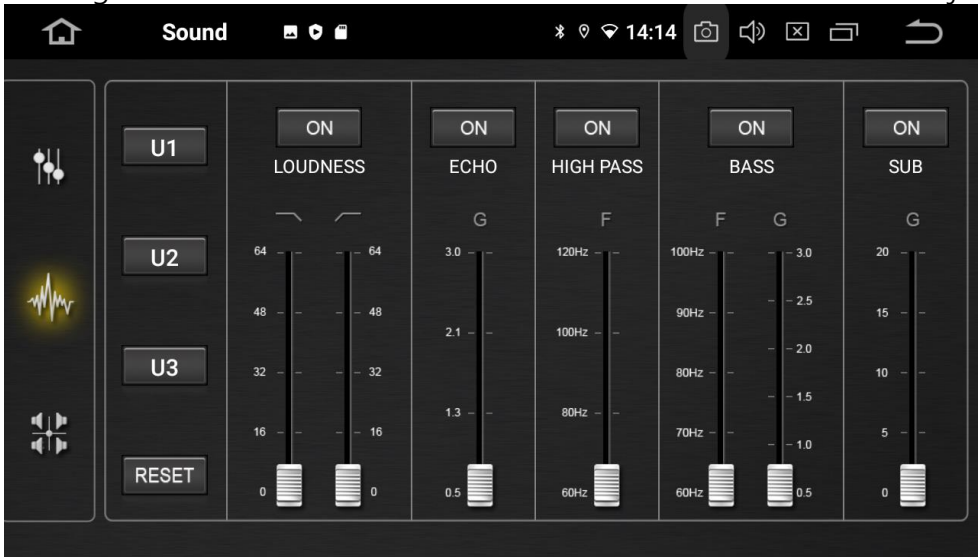 Sound 14:14
U1
U2
U3
RESET
ON
LOUDNESS
64 64
48 48
32 32
16 16
0 0
ON
ECHO
G
3.0
2.1
1.3
0.5
ON
HIGH PASS
F
120Hz
100Hz
80Hz
60Hz
ON
BASS
F G
100Hz 3.0
2.5
90Hz
2.0
80Hz
1.5
70Hz
1.0
60Hz 0.5
ON
SUB
G
20
15
10
5
0